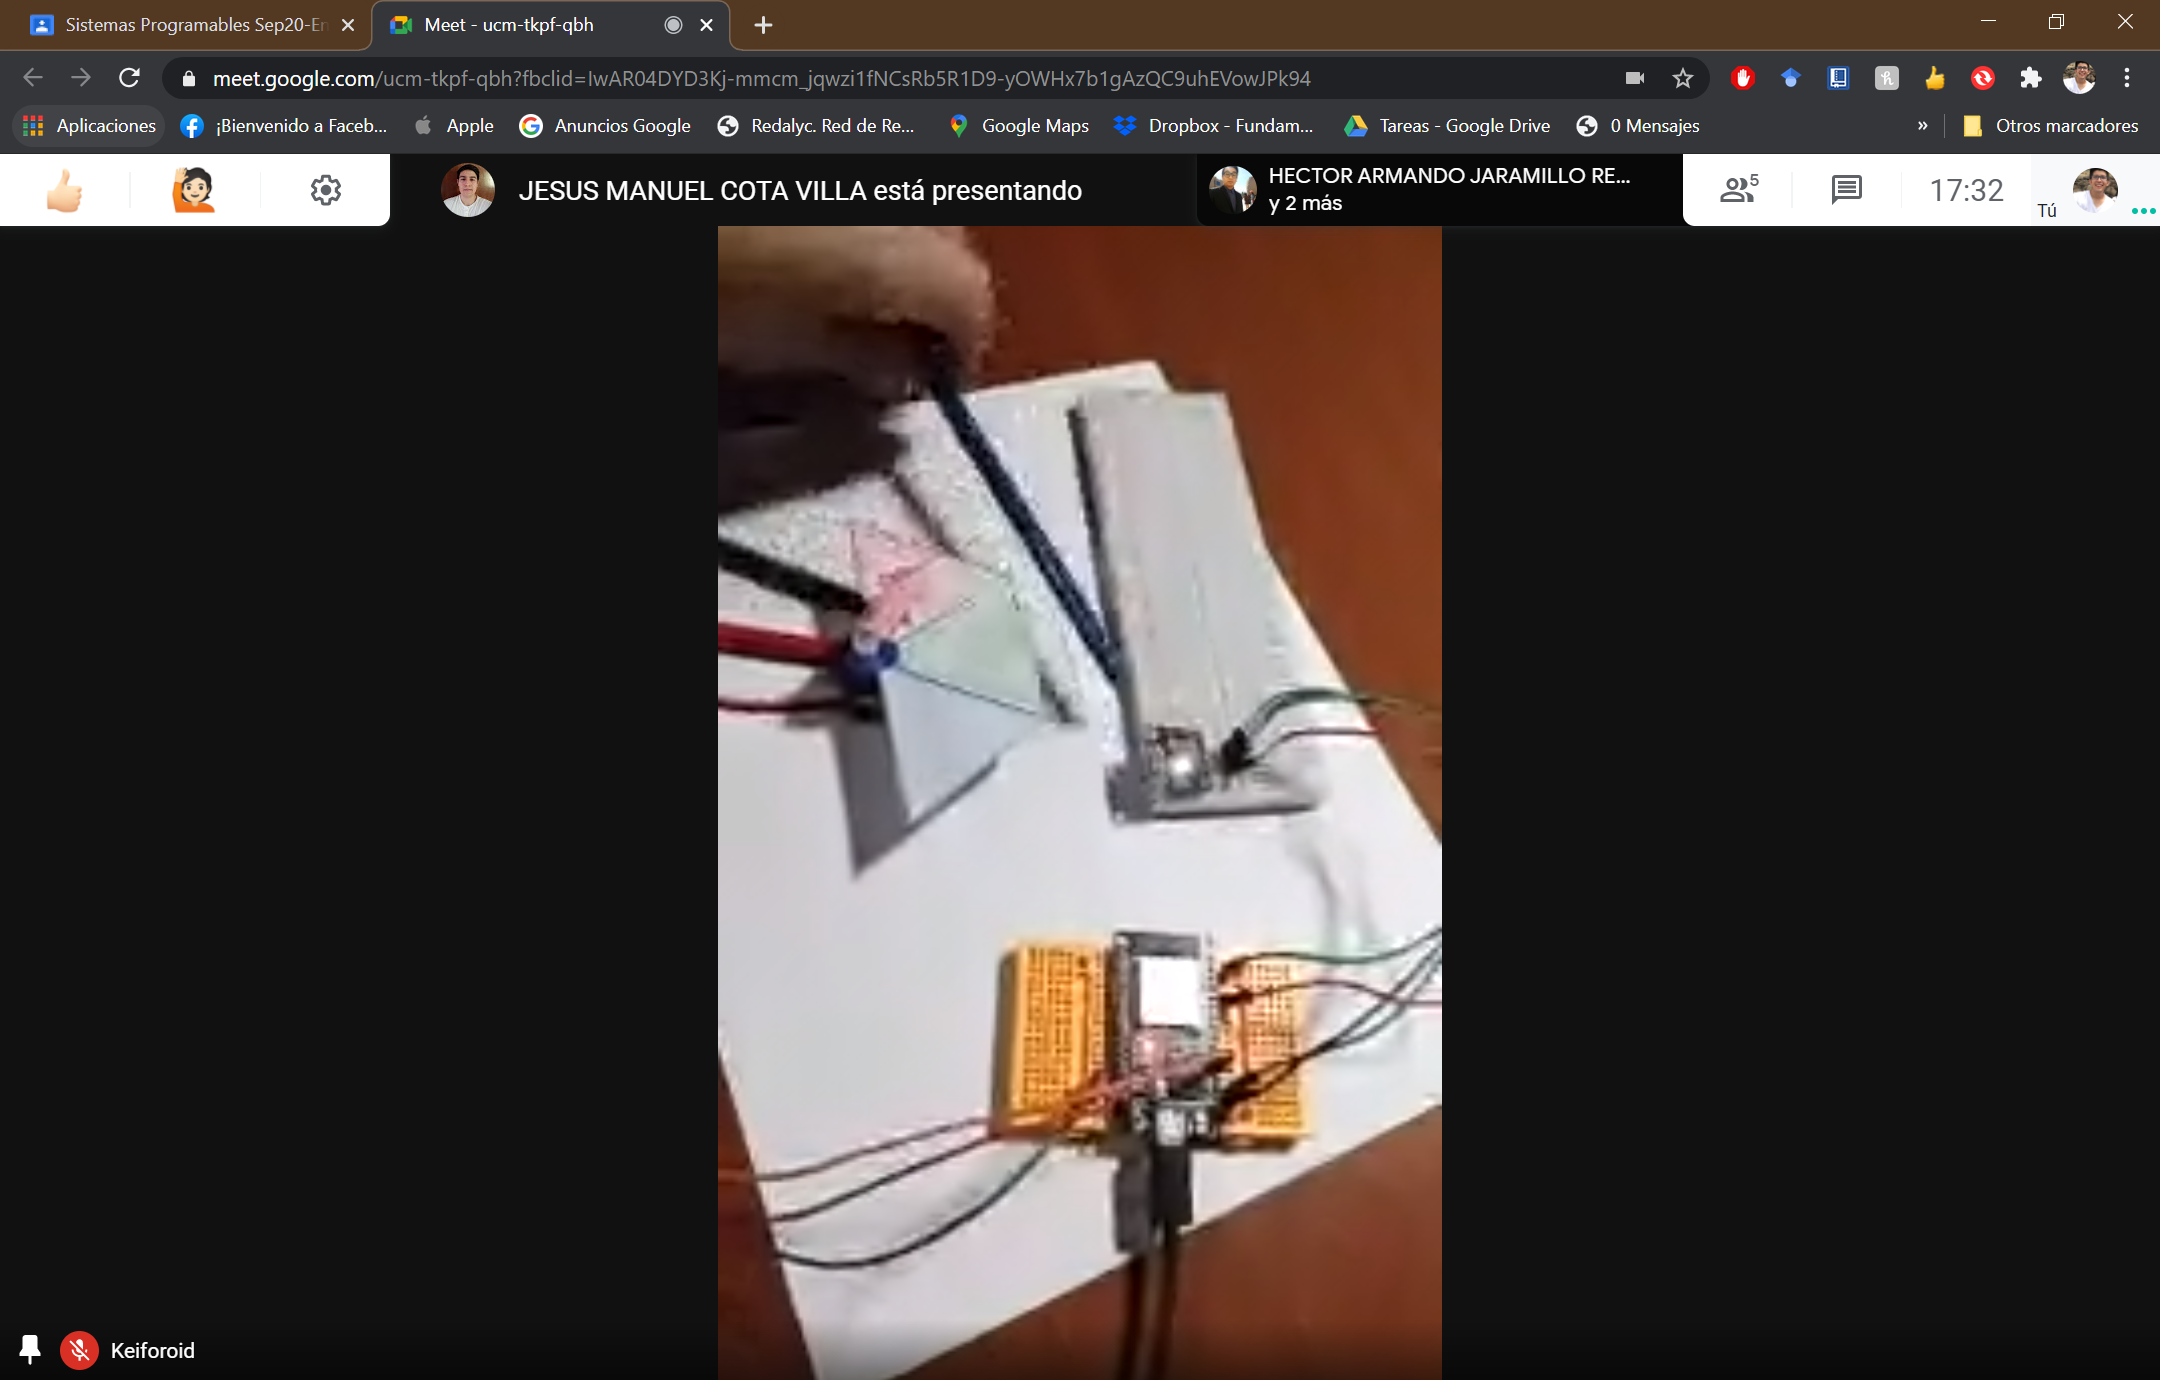 Sistemas Programables Sep20-En
Meet - ucm-tkpf-qbh
meet.google.com/ucm-tkpf-qbh?fbclid=IwAR04DYD3Kj-mmcm_jqwzi1fNCsRb5R1D9-yOWHx7b1gAzQC9uhEVowJPk94
Aplicaciones
¡Bienvenido a Faceb...
Apple
Anuncios Google
Redalyc. Red de Re...
Google Maps
Dropbox - Fundam...
Tareas - Google Drive
0 Mensajes
»
Otros marcadores
JESUS MANUEL COTA VILLA está presentando
HECTOR ARMANDO JARAMILLO RE...
y 2 más
5
17:32
Tú
Keiforoid